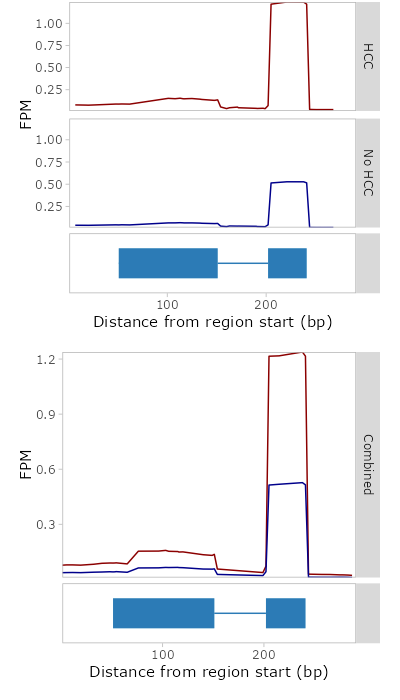 1.00
0.75
0.50
0.25
HCC
FPM
1.00
0.75
0.50
0.25
No HCC
100 200
Distance from region start (bp)
1.2
0.9
0.6
0.3
FPM
Combined
100 200
Distance from region start (bp)